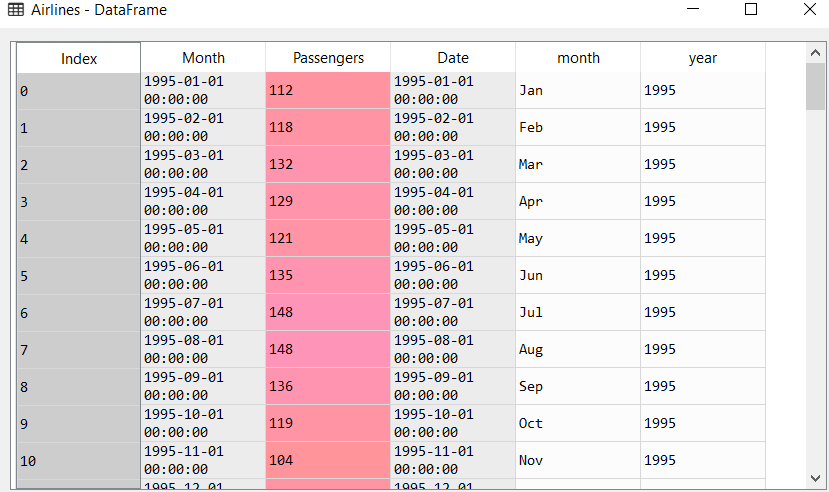 Airlines - DataFrame
Index Month Passengers Date month year
0 1995-01-01 00:00:00 112 1995-01-01 00:00:00 Jan 1995
1 1995-02-01 00:00:00 118 1995-02-01 00:00:00 Feb 1995
2 1995-03-01 00:00:00 132 1995-03-01 00:00:00 Mar 1995
3 1995-04-01 00:00:00 129 1995-04-01 00:00:00 Apr 1995
4 1995-05-01 00:00:00 121 1995-05-01 00:00:00 May 1995
5 1995-06-01 00:00:00 135 1995-06-01 00:00:00 Jun 1995
6 1995-07-01 00:00:00 148 1995-07-01 00:00:00 Jul 1995
7 1995-08-01 00:00:00 148 1995-08-01 00:00:00 Aug 1995
8 1995-09-01 00:00:00 136 1995-09-01 00:00:00 Sep 1995
9 1995-10-01 00:00:00 119 1995-10-01 00:00:00 Oct 1995
10 1995-11-01 00:00:00 104 1995-11-01 00:00:00 Nov 1995
1995-12-01 1995-12-01